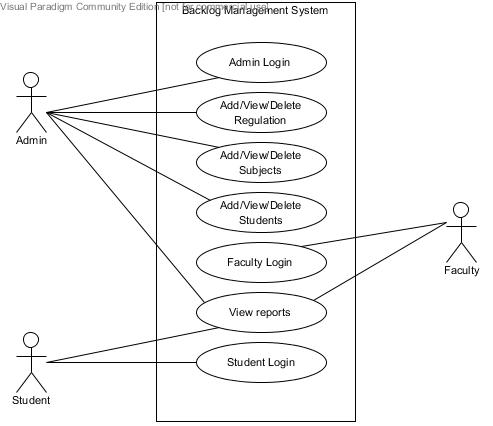 Visual Paradigm Community Edition [not for commercial use]
Backlog Management System
Admin Login
Add/View/Delete
Regulation
Admin
Add/View/Delete
Subjects
Add/View/Delete
Students
Faculty Login
Faculty
View reports
Student Login
Student